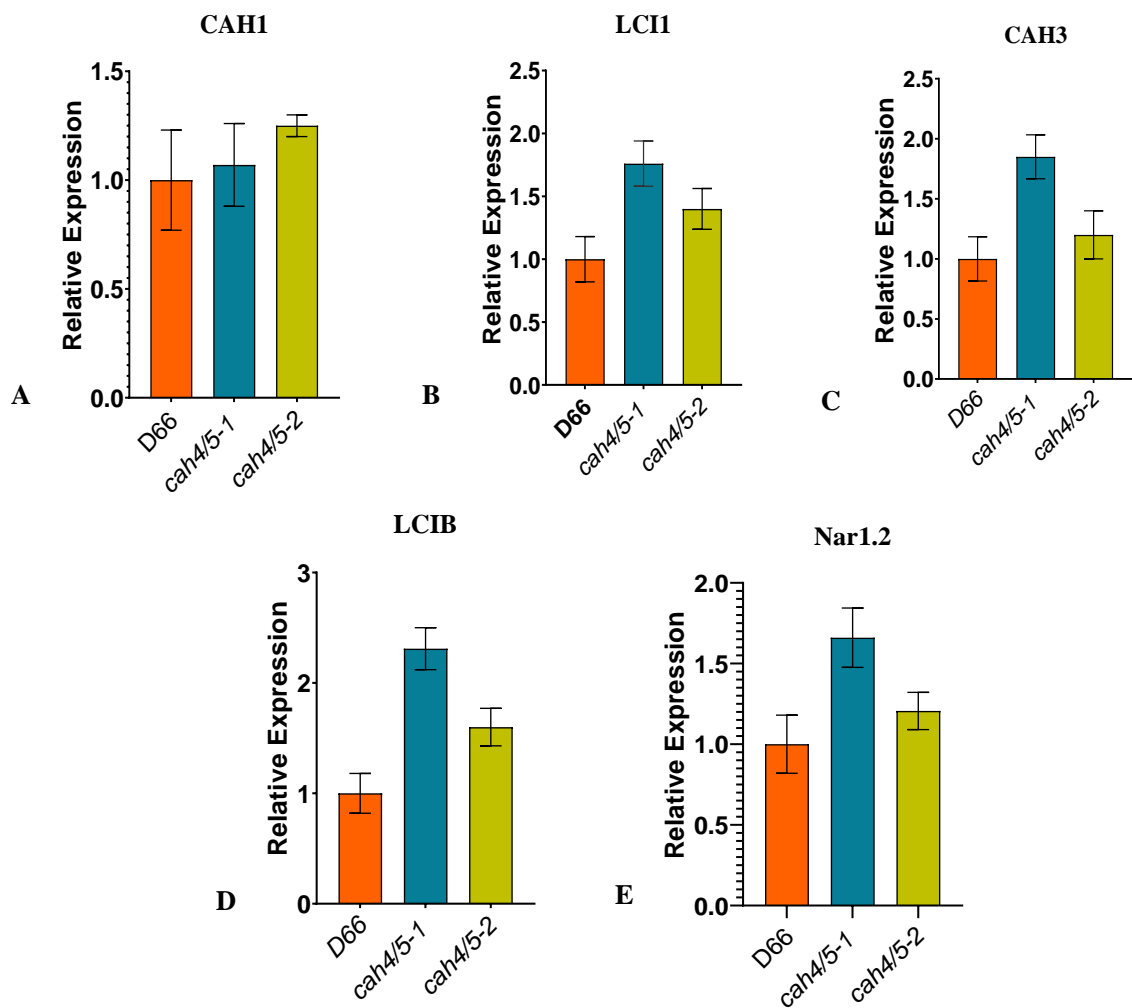 CAH1
Relative Expression
1.5
1.0
0.5
0.0
D66
cah4/5-1
cah4/5-2
A
LCI1
Relative Expression
2.5
2.0
1.5
1.0
0.5
0.0
D66
cah4/5-1
cah4/5-2
B
CAH3
Relative Expression
2.5
2.0
1.5
1.0
0.5
0.0
D66
cah4/5-1
cah4/5-2
C
LCIB
Relative Expression
3
2
1
0
D66
cah4/5-1
cah4/5-2
D
Nar1.2
Relative Expression
2.0
1.5
1.0
0.5
0.0
D66
cah4/5-1
cah4/5-2
E